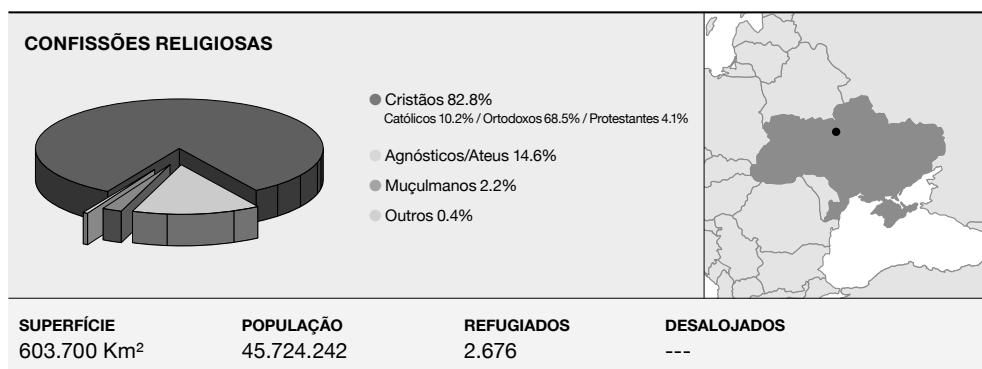 CONFISSÕES RELIGIOSAS
Cristãos 82.8%
Católicos 10.2% / Ortodoxos 68.5% / Protestantes 4.1%
Agnósticos/Ateus 14.6%
Muçulmanos 2.2%
Outros 0.4%
SUPERFÍCIE POPULAÇÃO REFUGIADOS DESALOJADOS
603.700 Km² 45.724.242 2.676 ---